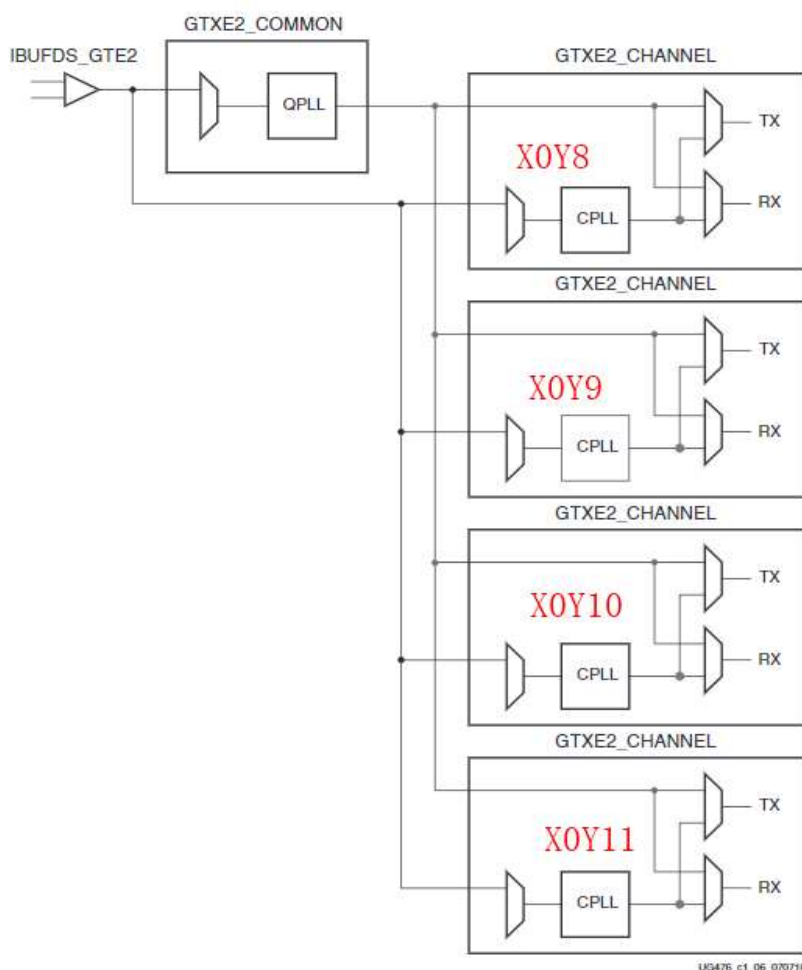 GTXE2_COMMON
IBUFDS_GTE2
QPLL
GTXE2_CHANNEL
X0Y8
CPLL
TX
RX
GTXE2_CHANNEL
X0Y9
CPLL
TX
RX
GTXE2_CHANNEL
X0Y10
CPLL
TX
RX
GTXE2_CHANNEL
X0Y11
CPLL
TX
RX